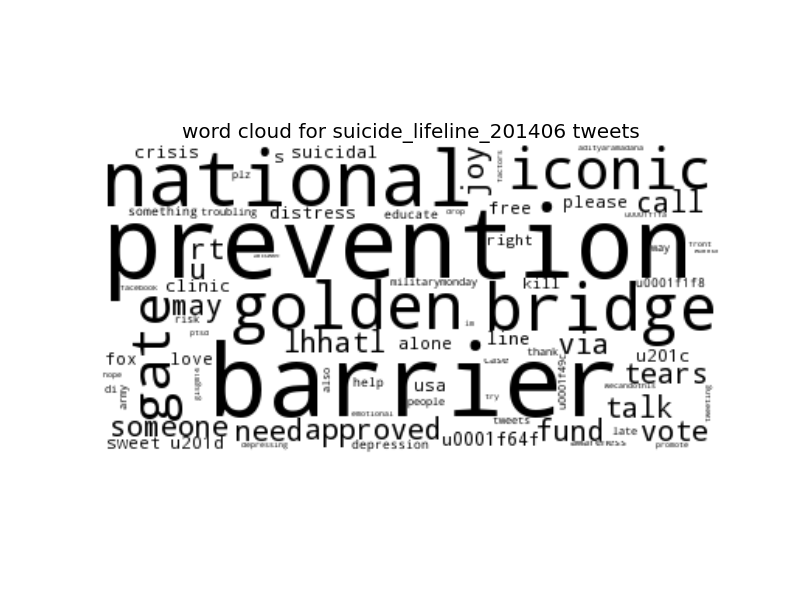 word cloud for suicide_lifeline_201406 tweets
crisis s suicidal adityaramadana
national joy factors iconic
plz
something troubling distress educate drop free please call
prevention
rt right may front
u
facebook clinic militarymonday kill u0001f1f8
gate may golden bridge
risk im
ptsd lhhatl alone line via
fox love thank u201c
nope barrier case u0001f49c tears
di army also help usa people try wecandothis
emotional talk
someone need approved tweets fund late vote tweeting
sweet u201d depressing depression u0001f64f awareness promote